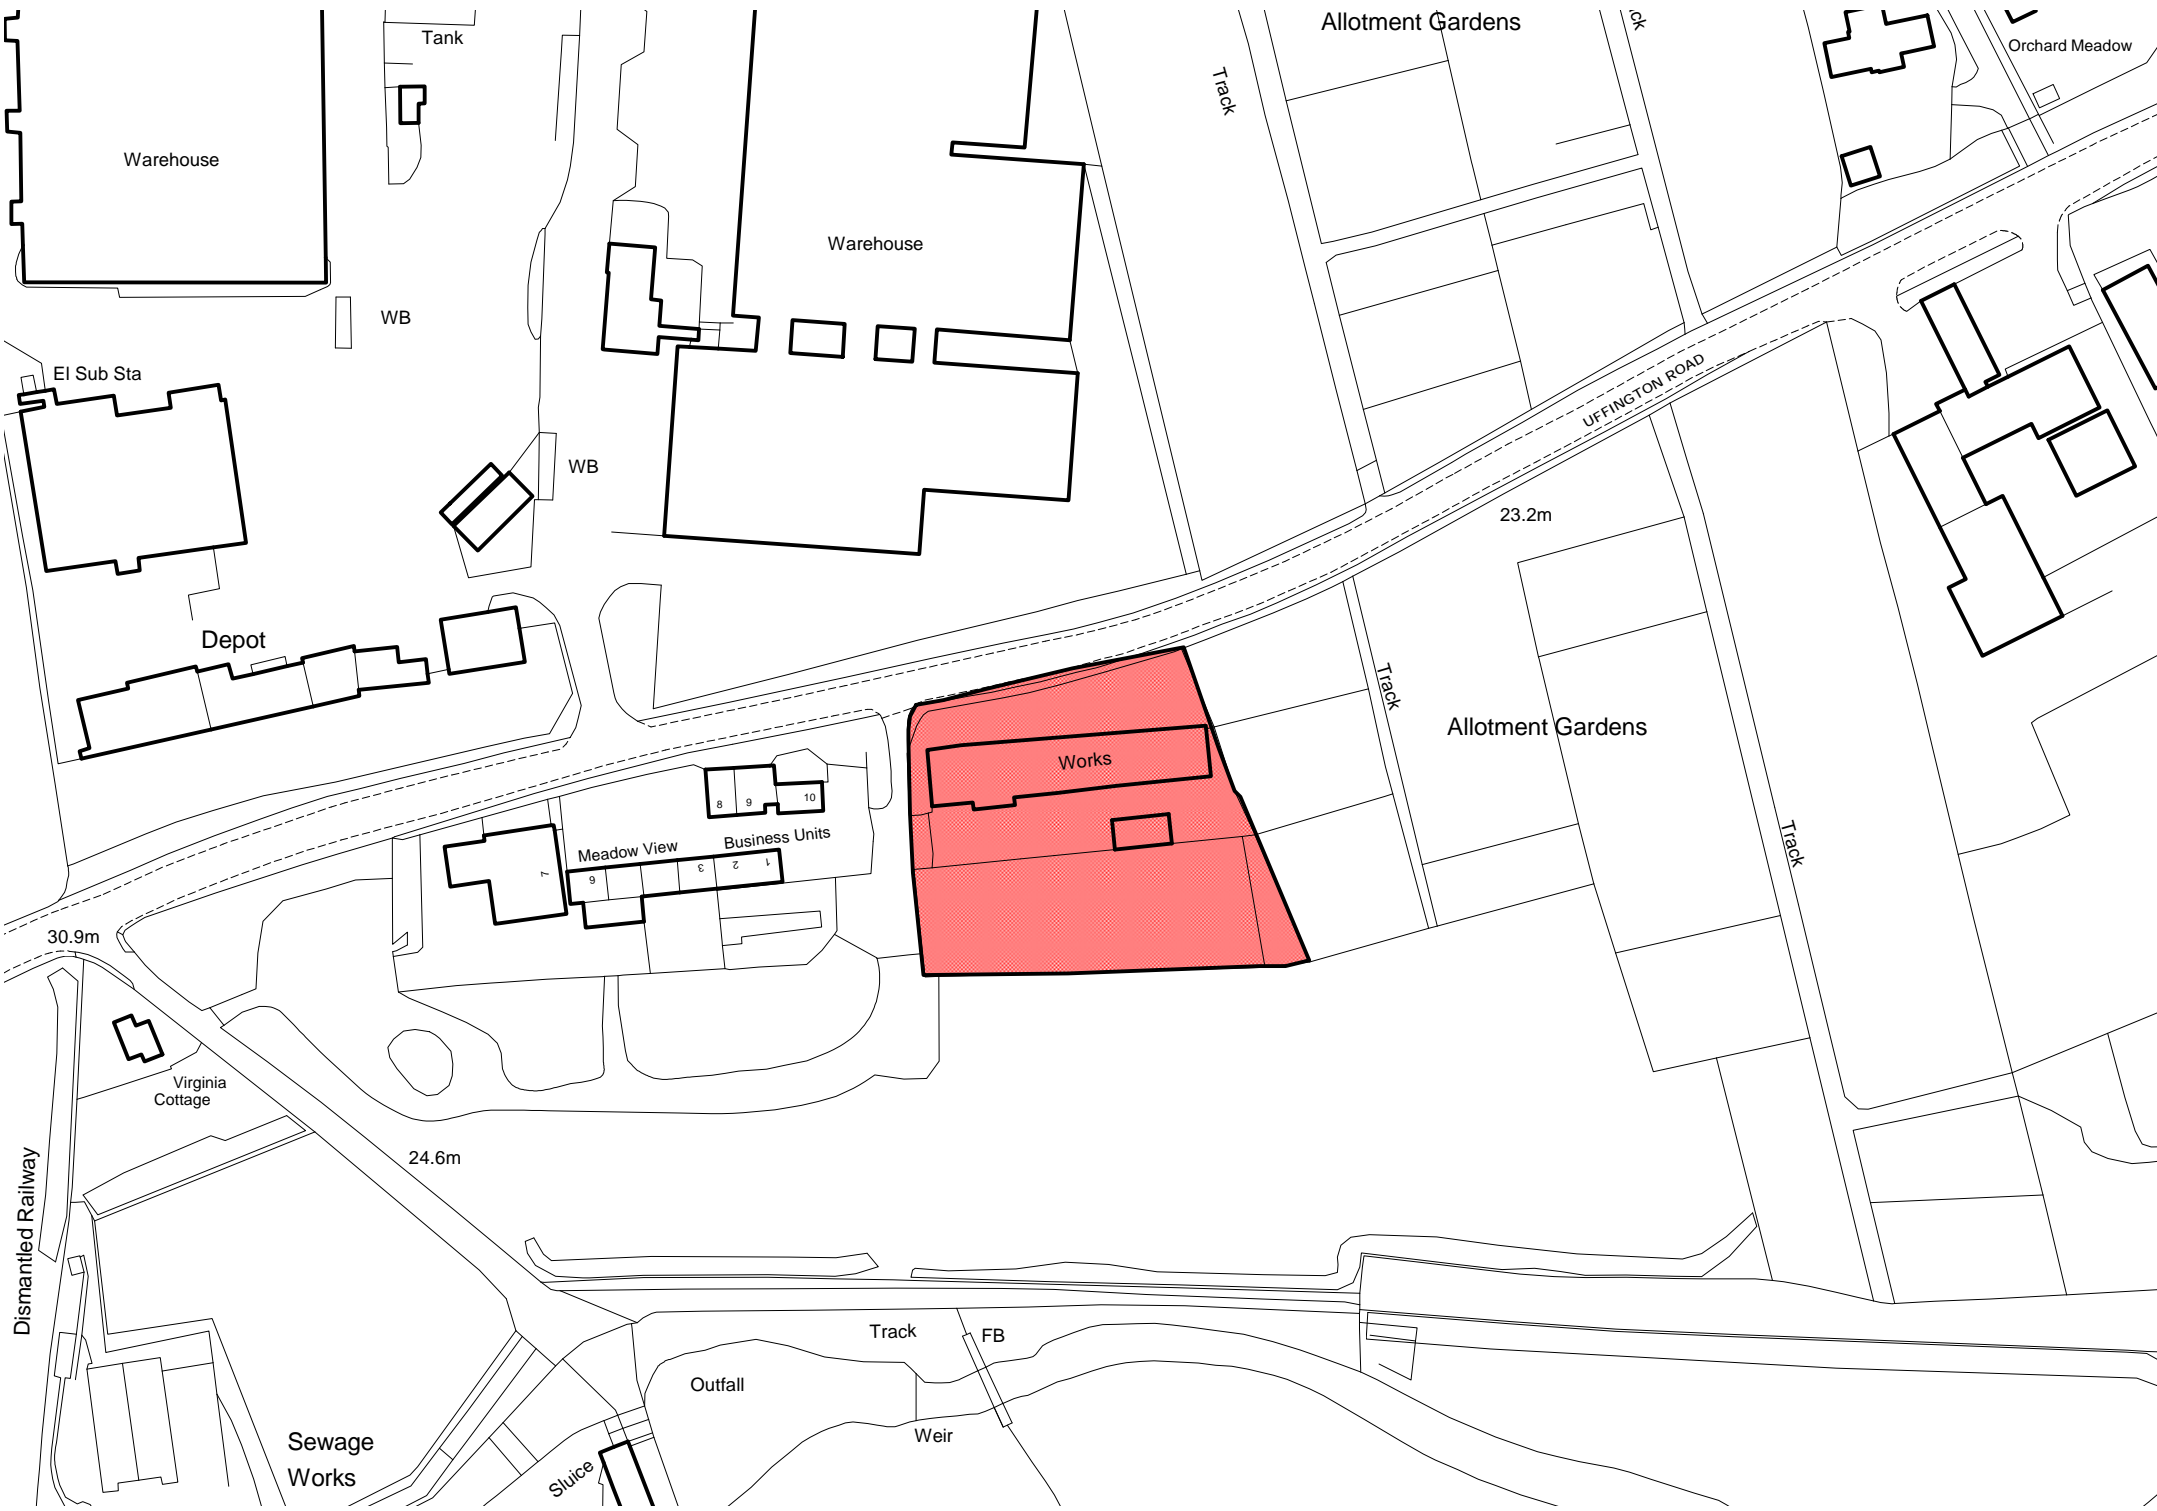 Allotment Gardens
ck
Tank
Orchard Meadow
Track
Warehouse
Warehouse
WB
El Sub Sta
UFFINGTON ROAD
WB
23.2m
Depot
Track
Allotment Gardens
Works
8
9
10
Meadow View
Business Units
Track
7
6
3
2
1
30.9m
Virginia
Cottage
24.6m
Dismantled Railway
Track
FB
Outfall
Weir
Sewage
Works
Sluice